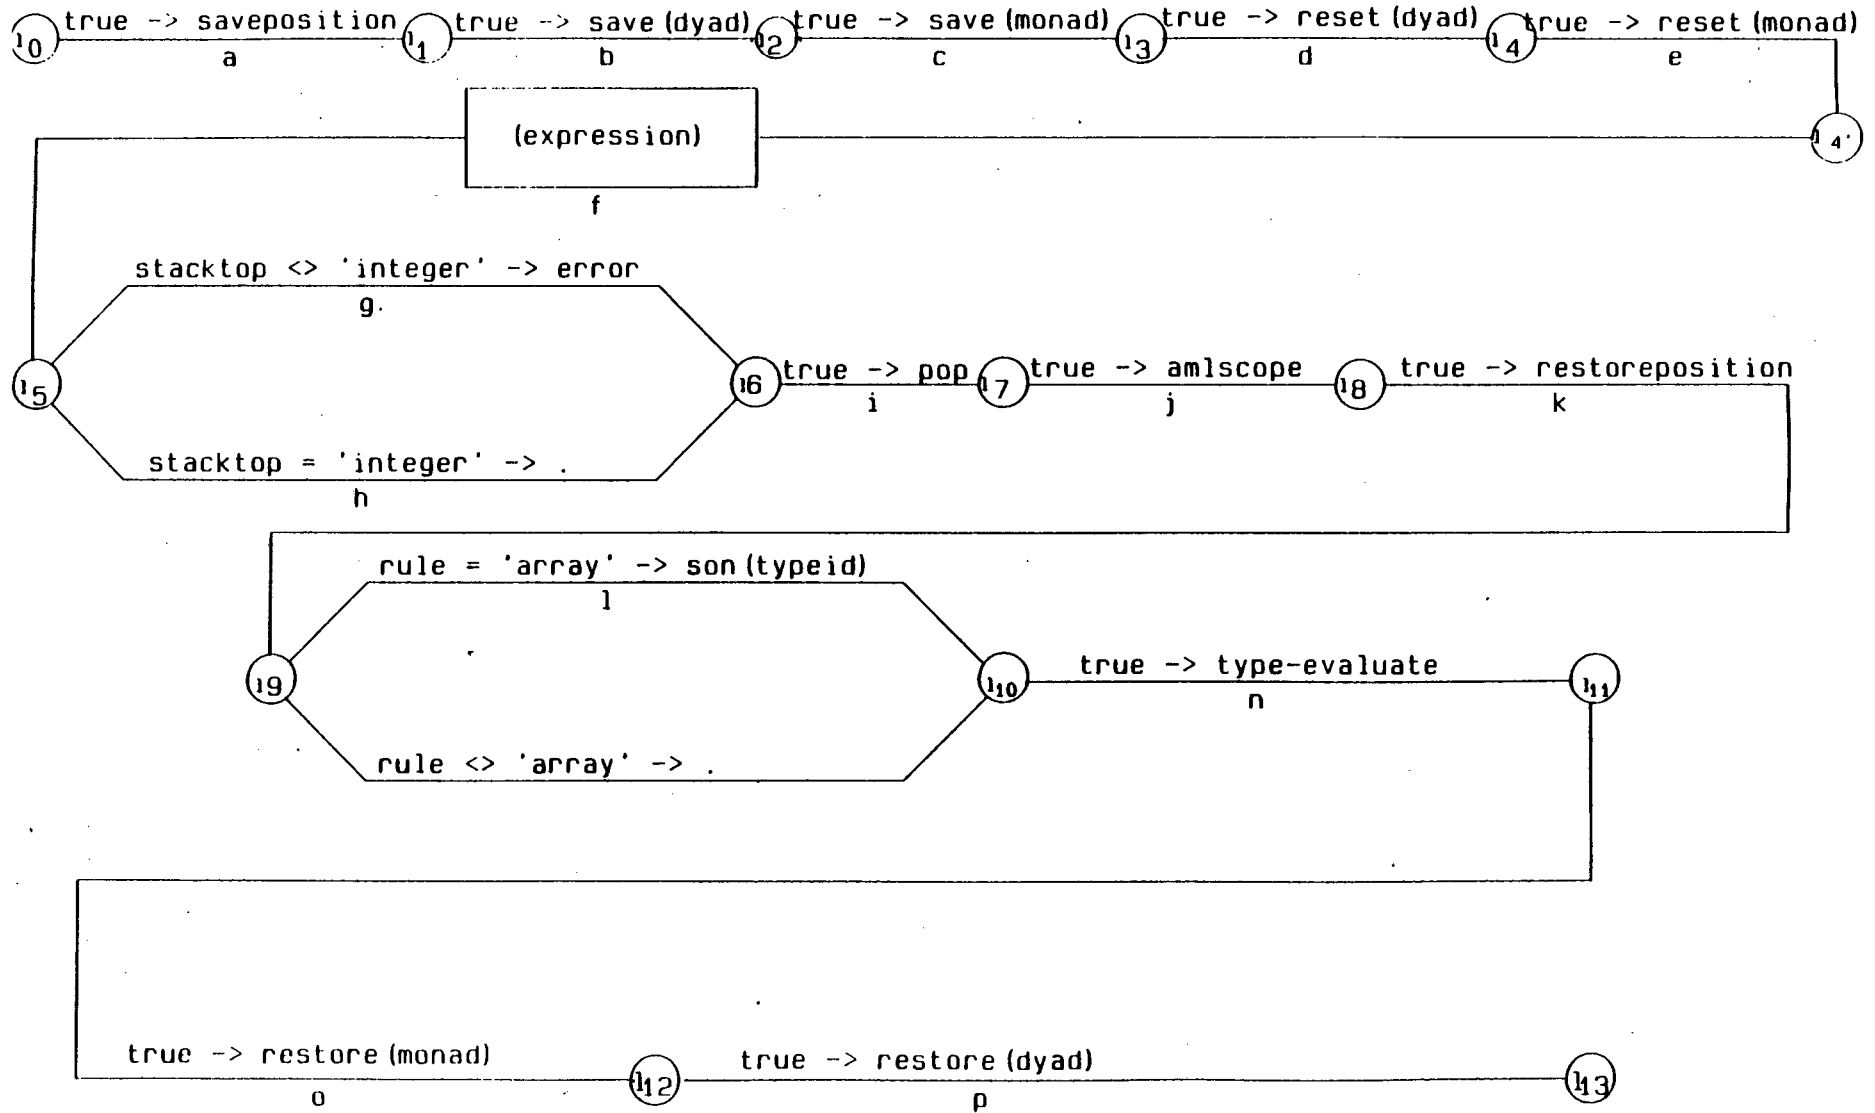 true -> saveposition true -> save (dyad) true -> save (monad) true -> reset (dyad) true -> reset (monad)
l0 l1 l2 l3 l4
a b c d e
(expression) l4'
f
stacktop <> 'integer' -> error
g.
l5 l6 true -> pop l7 true -> amlscope l8 true -> restoreposition
i j k
stacktop = 'integer' -> .
h
rule = 'array' -> son (typeid)
l
l9 l10 true -> type-evaluate l11
n
rule <> 'array' -> .
true -> restore (monad) l12 true -> restore (dyad) l13
o p